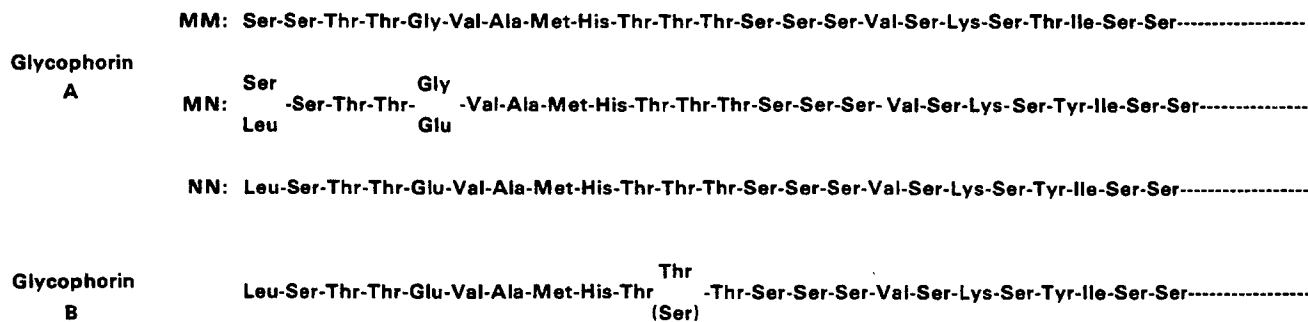 MM: Ser-Ser-Thr-Thr-Gly-Val-Ala-Met-His-Thr-Thr-Thr-Ser-Ser-Ser-Val-Ser-Lys-Ser-Thr-Ile-Ser-Ser------------------
Glycophorin
A
Ser Gly
MN: -Ser-Thr-Thr- -Val-Ala-Met-His-Thr-Thr-Thr-Ser-Ser-Ser- Val-Ser-Lys-Ser-Tyr-Ile-Ser-Ser---------------
Leu Glu
NN: Leu-Ser-Thr-Thr-Glu-Val-Ala-Met-His-Thr-Thr-Thr-Ser-Ser-Ser-Val-Ser-Lys-Ser-Tyr-Ile-Ser-Ser-----------------
Thr
Glycophorin
B
Leu-Ser-Thr-Thr-Glu-Val-Ala-Met-His-Thr -Thr-Ser-Ser-Ser-Val-Ser-Lys-Ser-Tyr-Ile-Ser-Ser----------------
(Ser)